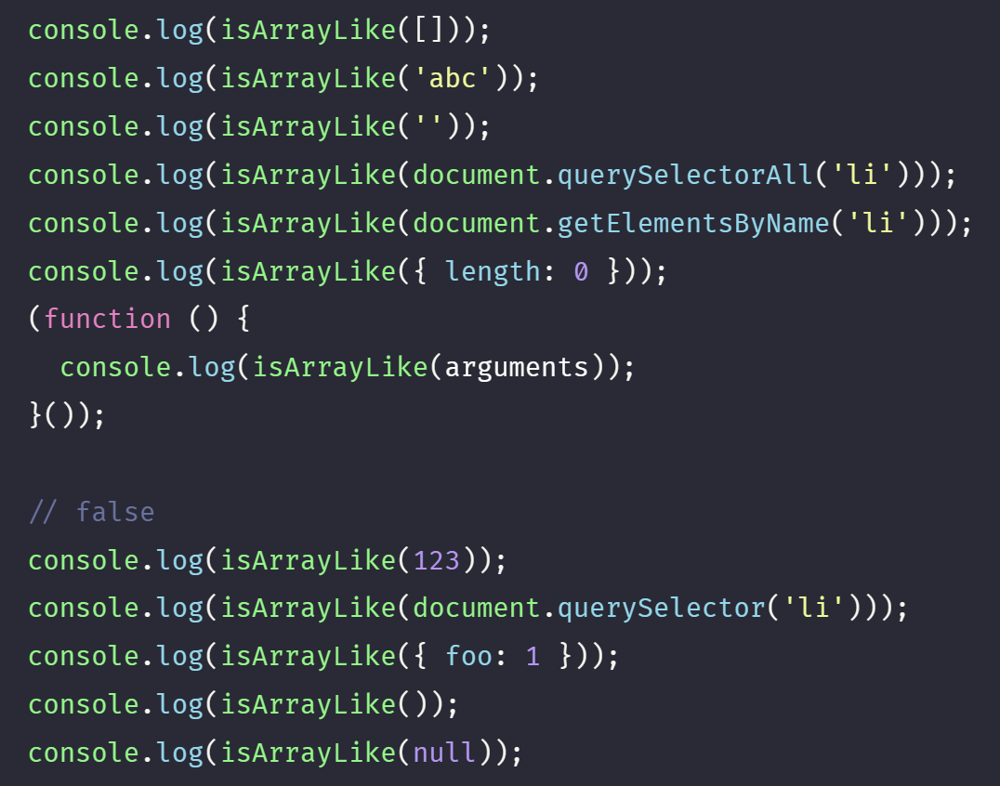 console.log(isArrayLike([]));
console.log(isArrayLike('abc'));
console.log(isArrayLike(''));
console.log(isArrayLike(document.querySelectorAll('li')));
console.log(isArrayLike(document.getElementsByName('li')));
console.log(isArrayLike({ length: 0 }));
(function () {
  console.log(isArrayLike(arguments));
}());
// false
console.log(isArrayLike(123));
console.log(isArrayLike(document.querySelector('li')));
console.log(isArrayLike({ foo: 1 }));
console.log(isArrayLike());
console.log(isArrayLike(null));